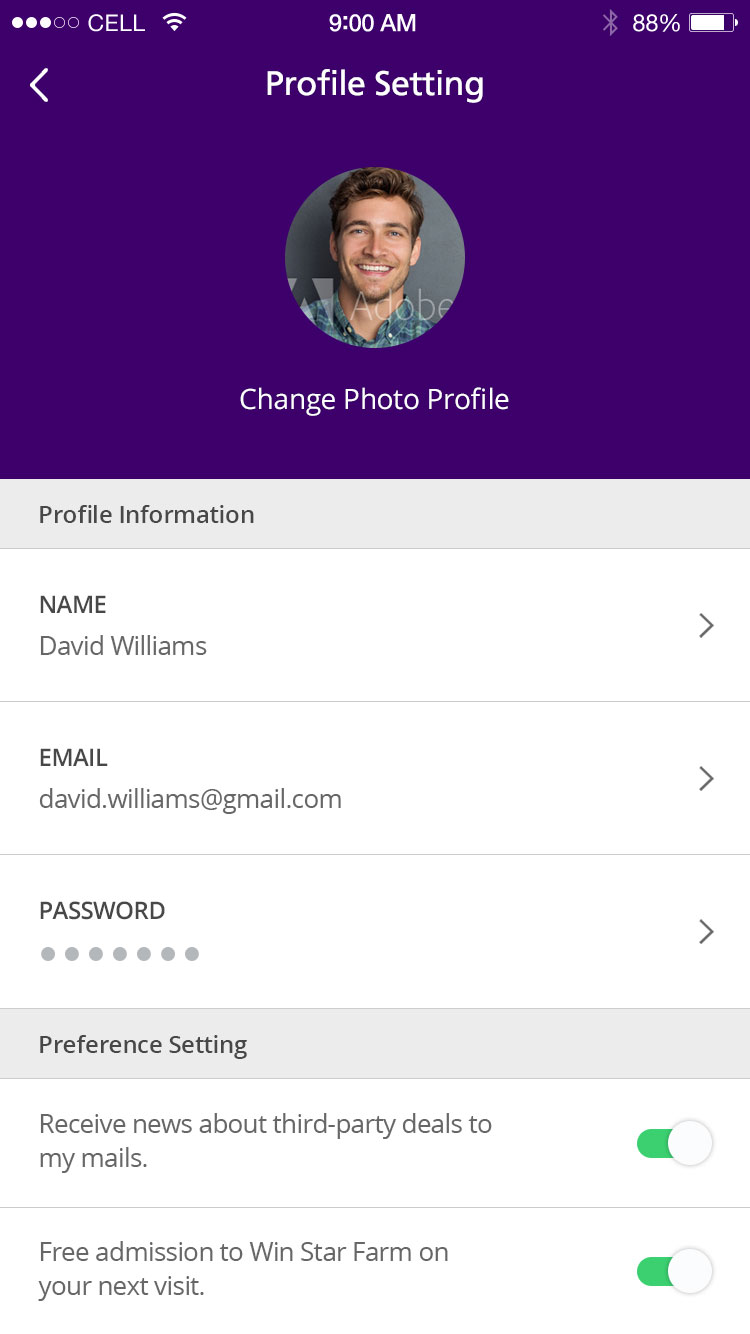 CELL 9:00 AM 88%
Profile Setting
Adobe
Change Photo Profile
Profile Information
NAME
David Williams
EMAIL
david.williams@gmail.com
PASSWORD
Preference Setting
Receive news about third-party deals to
my mails.
Free admission to Win Star Farm on
your next visit.